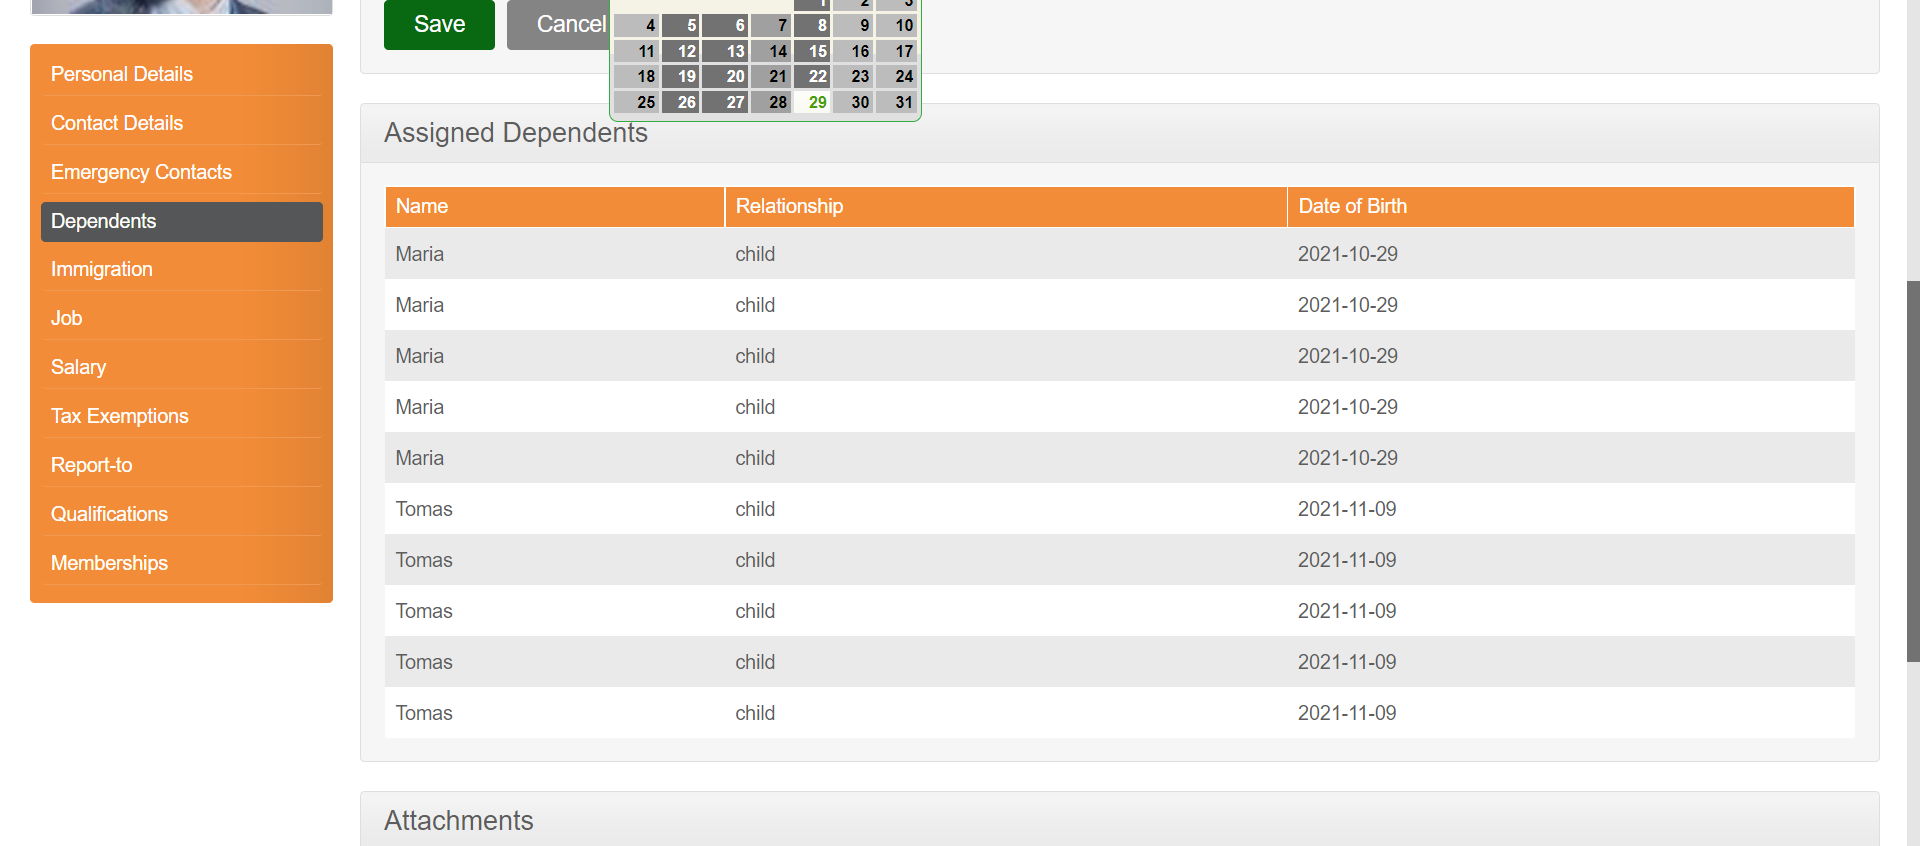 1 2 3
Save Cancel
4 5 6 7 8 9 10
11 12 13 14 15 16 17
18 19 20 21 22 23 24
25 26 27 28 29 30 31
Personal Details
Contact Details
Emergency Contacts
Dependents
Immigration
Job
Salary
Tax Exemptions
Report-to
Qualifications
Memberships
Assigned Dependents
Name Relationship Date of Birth
Maria child 2021-10-29
Maria child 2021-10-29
Maria child 2021-10-29
Maria child 2021-10-29
Maria child 2021-10-29
Tomas child 2021-11-09
Tomas child 2021-11-09
Tomas child 2021-11-09
Tomas child 2021-11-09
Tomas child 2021-11-09
Attachments